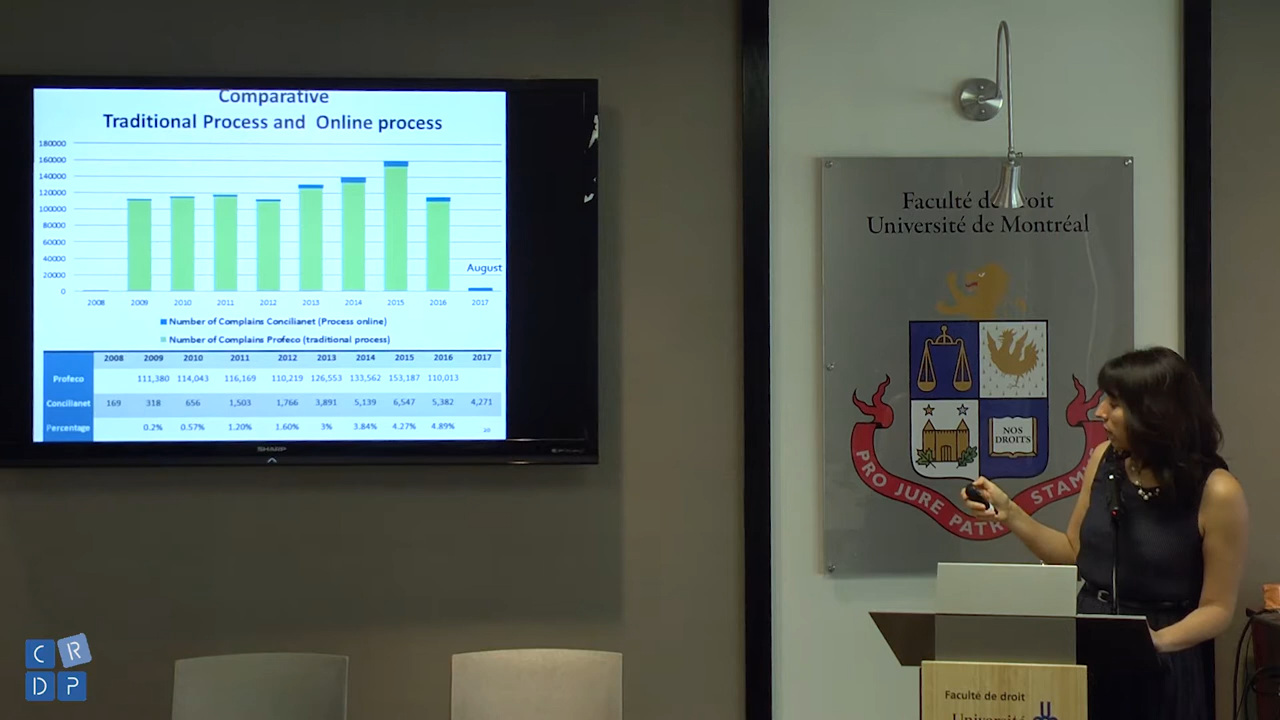 Comparative
Traditional Process and Online process
180000
160000
140000
120000
100000
80000
60000
40000
20000
0
August
2008 2009 2010 2011 2012 2013 2014 2015 2016 2017
Number of Complains Concilianet (Process online)
Number of Complains Profeco (traditional process)
2008 2009 2010 2011 2012 2013 2014 2015 2016 2017
Profeco 111,380 114,043 116,169 110,219 126,553 133,562 153,187 110,013
Concilianet 169 318 656 1,503 1,766 3,891 5,139 6,547 5,382 4,271
Percentage 0.2% 0.57% 1.20% 1.60% 3% 3.84% 4.27% 4.89%
20
SHARP
Faculté de droit
Université de Montréal
NOS
DROITS
PRO JURE
Faculté de droit
Université
C R
D P